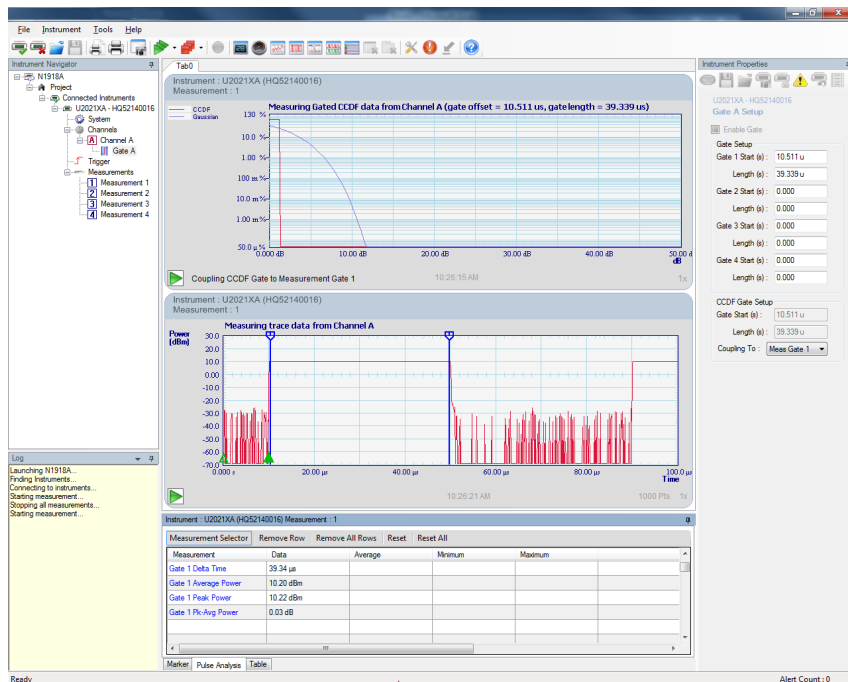 File Instrument Tools Help
Instrument Navigator
N1918A
Project
Connected Instruments
U2021XA - HQ52140016
System
Channels
A Channel A
Gate A
Trigger
Measurements
1 Measurement 1
2 Measurement 2
3 Measurement 3
4 Measurement 4
Log
Launching N1918A...
Finding Instruments...
Connecting to instruments...
Starting measurement...
Stopping all measurements...
Starting measurement...
Tab0
Instrument : U2021XA (HQ52140016)
Measurement : 1
CCDF
Gaussian
Measuring Gated CCDF data from Channel A (gate offset = 10.511 us, gate length = 39.339 us)
130 %
10.0 %
1.00 %
100 m%
10.0 m%
1.00 m%
50.0 µ%
0.000 dB 10.00 dB 20.00 dB 30.00 dB 40.00 dB 50.00 d
dB
Coupling CCDF Gate to Measurement Gate 1 10:26:15 AM 1x
Instrument : U2021XA (HQ52140016)
Measurement : 1
Measuring trace data from Channel A
Power
(dBm)
30.0
20.0
10.0
0.00
-10.0
-20.0
-30.0
-40.0
-50.0
-60.0
-70.0
1 1
0.000 s 20.00 µs 40.00 µs 60.00 µs 80.00 µs 100.0 µs
Time
10:26:21 AM 1000 Pts 1x
Instrument : U2021XA (HQ52140016) Measurement : 1
Measurement Selector Remove Row Remove All Rows Reset Reset All
Measurement Data Average Minimum Maximum
Gate 1 Delta Time 39.34 µs
Gate 1 Average Power 10.20 dBm
Gate 1 Peak Power 10.22 dBm
Gate 1 Pk-Avg Power 0.03 dB
Marker Pulse Analysis Table
Instrument Properties
U2021XA - HQ52140016
Gate A Setup
Enable Gate
Gate Setup
Gate 1 Start (s) : 10.511 u
Length (s) : 39.339 u
Gate 2 Start (s) : 0.000
Length (s) : 0.000
Gate 3 Start (s) : 0.000
Length (s) : 0.000
Gate 4 Start (s) : 0.000
Length (s) : 0.000
CCDF Gate Setup
Gate Start (s) : 10.511 u
Length (s) : 39.339 u
Coupling To : Meas Gate 1
Ready Alert Count : 0